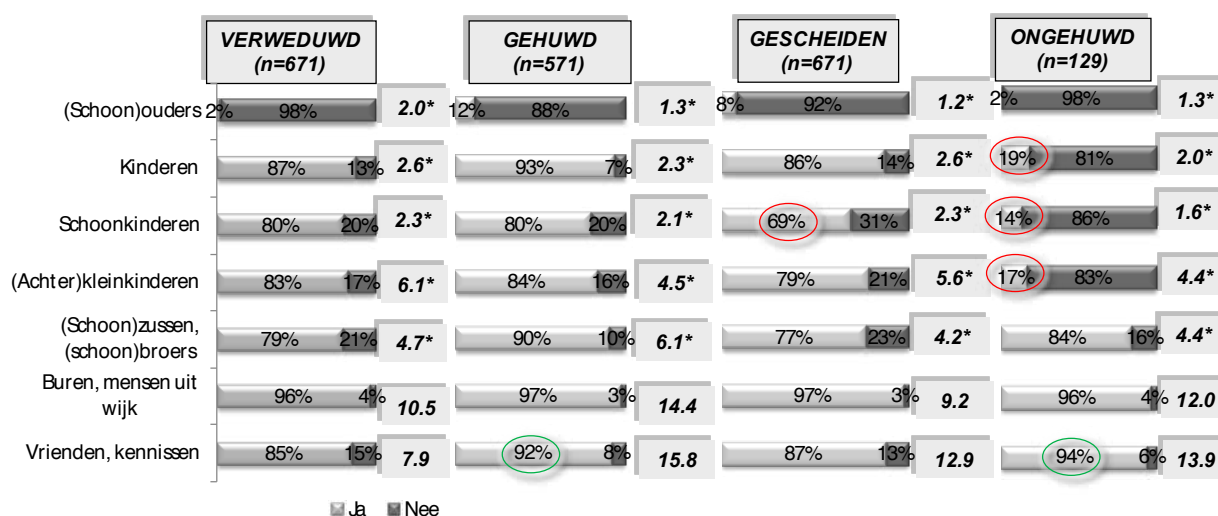 VERWEDUWD
(n=671)
GEHUWD
(n=571)
GESCHEIDEN
(n=671)
ONGEHUWD
(n=129)
(Schoon)ouders 2% 98% 2.0* 12% 88% 1.3* 8% 92% 1.2* 2% 98% 1.3*
Kinderen 87% 13% 2.6* 93% 7% 2.3* 86% 14% 2.6* 19% 81% 2.0*
Schoonkinderen 80% 20% 2.3* 80% 20% 2.1* 69% 31% 2.3* 14% 86% 1.6*
(Achter)kleinkinderen 83% 17% 6.1* 84% 16% 4.5* 79% 21% 5.6* 17% 83% 4.4*
(Schoon)zussen,
(schoon)broers 79% 21% 4.7* 90% 10% 6.1* 77% 23% 4.2* 84% 16% 4.4*
Buren, mensen uit
wijk 96% 4% 10.5 97% 3% 14.4 97% 3% 9.2 96% 4% 12.0
Vrienden, kennissen 85% 15% 7.9 92% 8% 15.8 87% 13% 12.9 94% 6% 13.9
Ja Nee